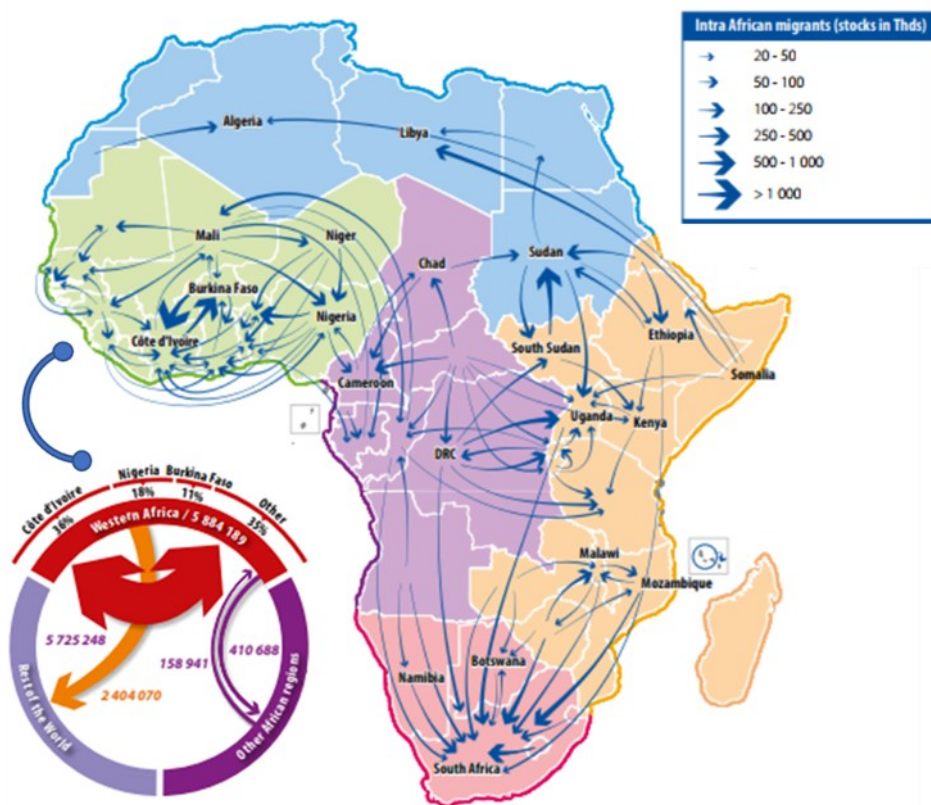 Intra African migrants (stocks in Thds)
20 - 50
50 - 100
100 - 250
250 - 500
500 - 1 000
> 1 000
Algeria
Libya
Mali
Niger
Chad
Sudan
Burkina Faso
Nigeria
Côte d'Ivoire
South Sudan
Ethiopia
Somalia
Cameroon
Uganda
Kenya
DRC
Malawi
Mozambique
Namibia
Botswana
South Africa
Côte d'Ivoire
36%
Nigeria
18%
Burkina Faso
11%
Other
35%
Western Africa / 5 884 189
5 725 248
158 941
410 688
2 404 070
Rest of the World
Other African regions